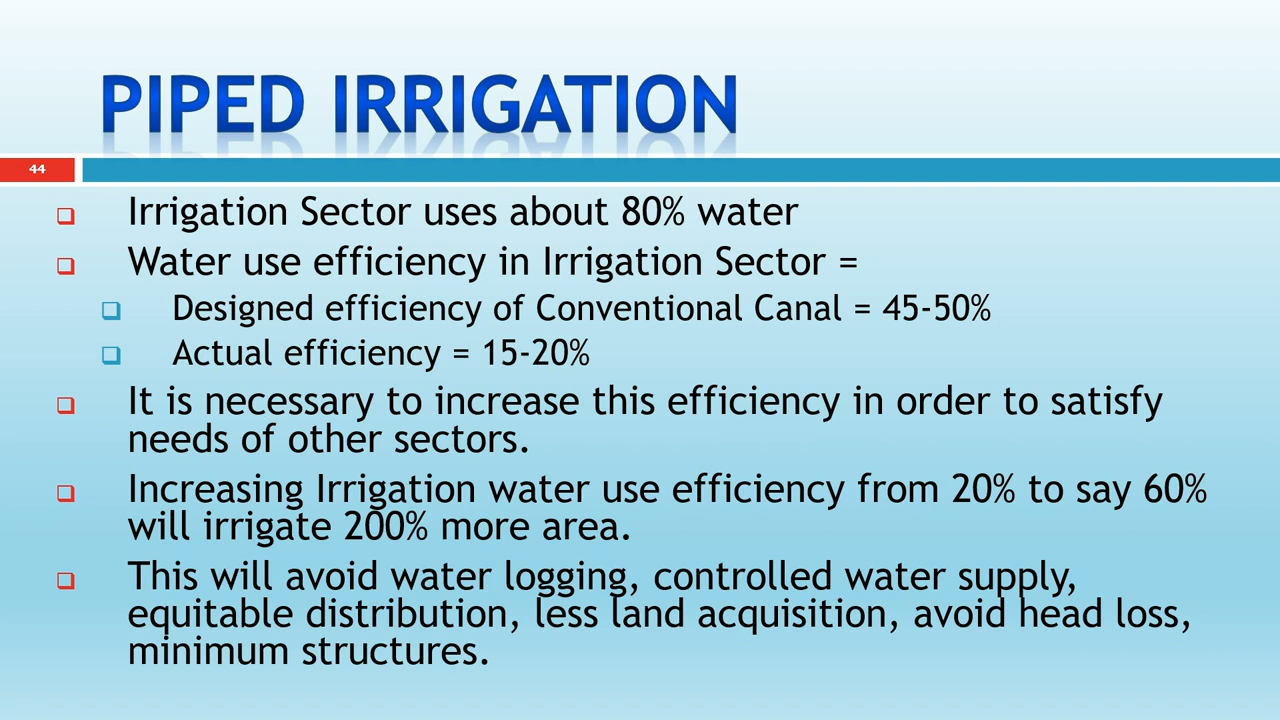 PIPED IRRIGATION
44
Irrigation Sector uses about 80% water
Water use efficiency in Irrigation Sector =
Designed efficiency of Conventional Canal = 45-50%
Actual efficiency = 15-20%
It is necessary to increase this efficiency in order to satisfy
needs of other sectors.
Increasing Irrigation water use efficiency from 20% to say 60%
will irrigate 200% more area.
This will avoid water logging, controlled water supply,
equitable distribution, less land acquisition, avoid head loss,
minimum structures.